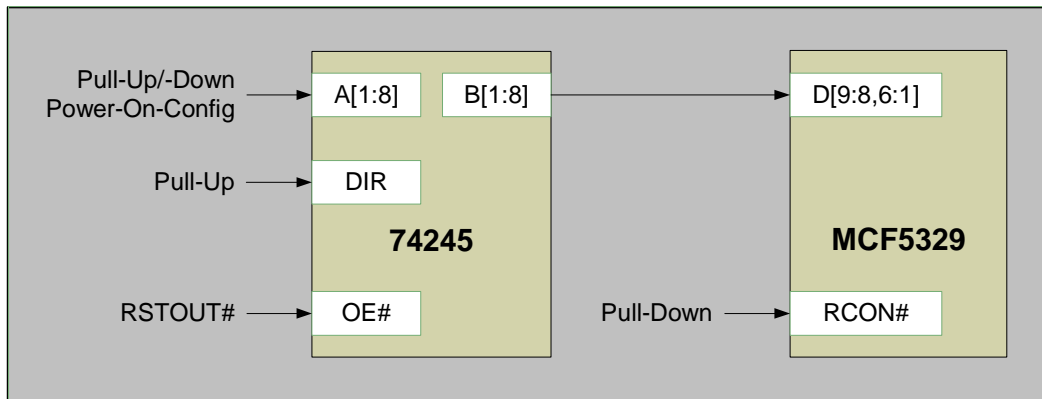 Pull-Up/-Down
Power-On-Config
A[1:8]
B[1:8]
D[9:8,6:1]
Pull-Up
DIR
74245
MCF5329
RSTOUT#
OE#
Pull-Down
RCON#